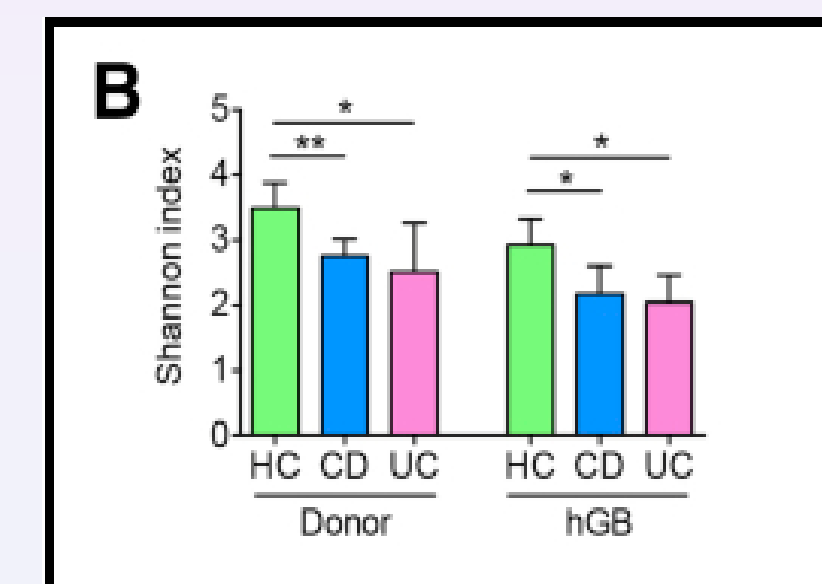 B
Shannon index
5
4
3
2
1
0
*
**
*
*
HC CD UC HC CD UC
Donor hGB